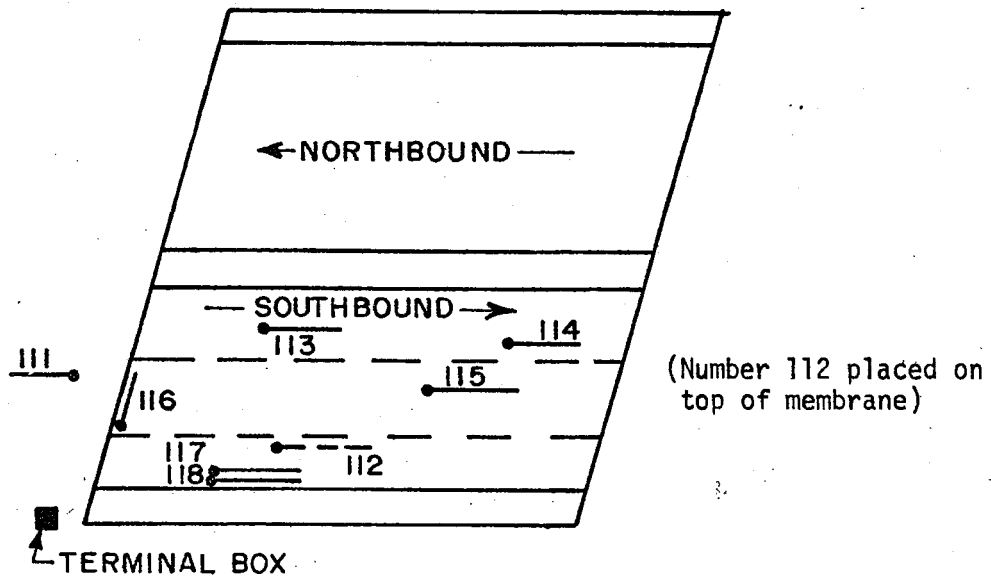 NORTHBOUND
SOUTHBOUND
113
114
111
115
116
(Number 112 placed on
top of membrane)
117
112
118
TERMINAL BOX